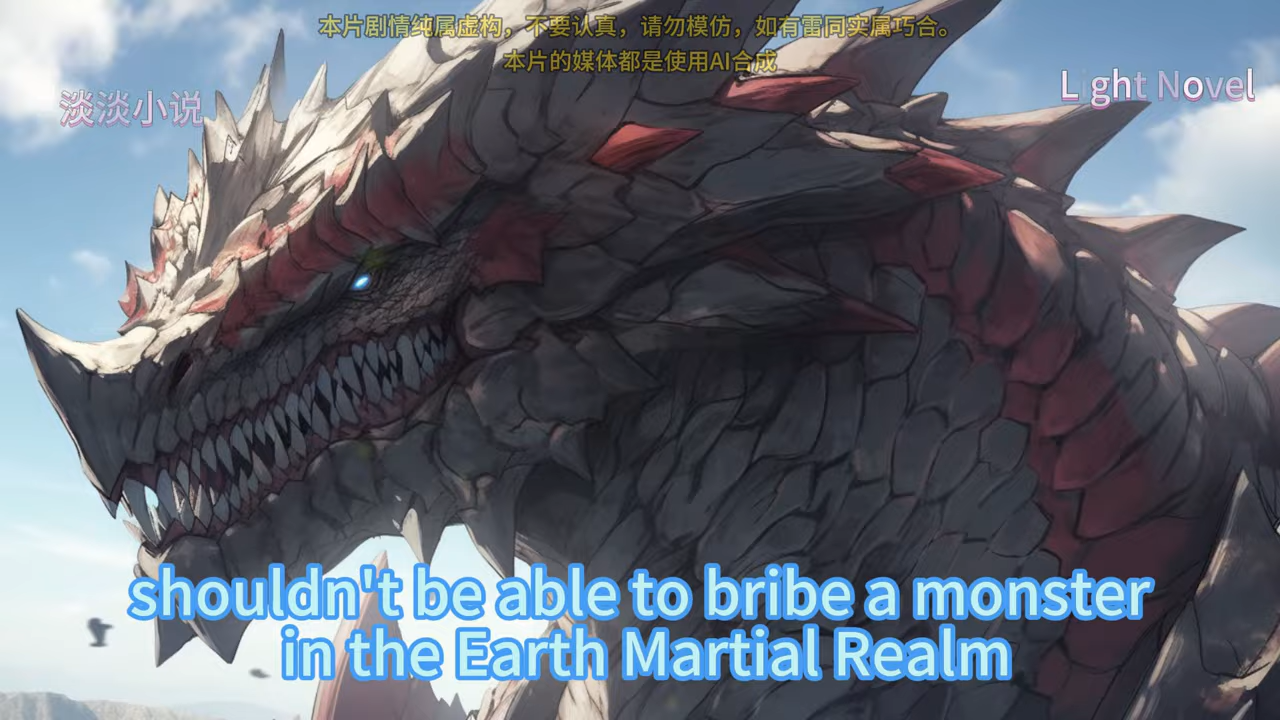 本片剧情纯属虚构，不要认真，请勿模仿，如有雷同实属巧合。
本片的媒体都是使用AI合成
淡淡小说
Light Novel
shouldn't be able to bribe a monster
in the Earth Martial Realm